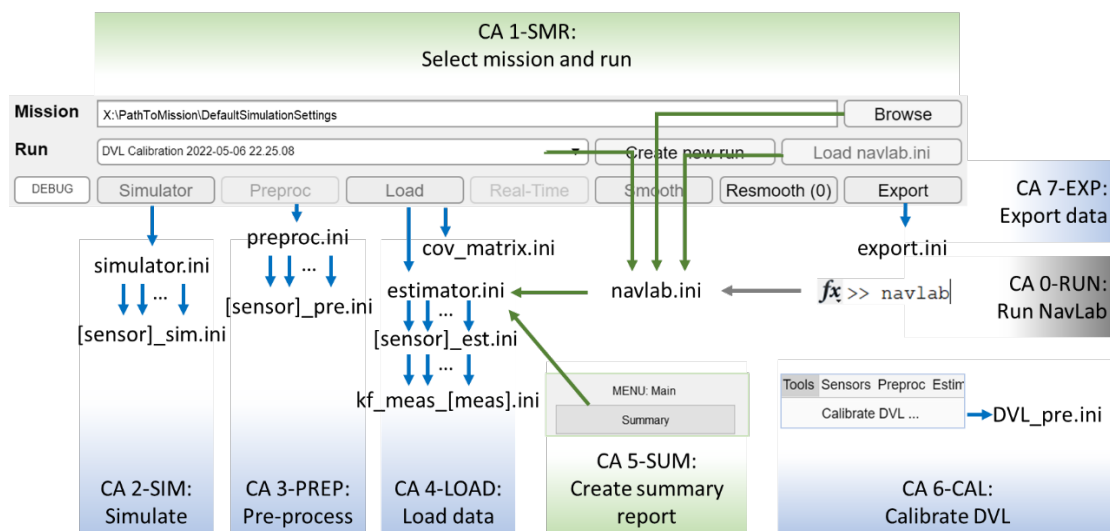 CA 1-SMR:
Select mission and run
Mission
X:\PathToMission\DefaultSimulationSettings
Browse
Run
DVL Calibration 2022-05-06 22.25.08
Create new run
Load navlab.ini
DEBUG
Simulator
Preproc
Load
Real-Time
Smooth
Resmooth (0)
Export
CA 7-EXP:
Export data
simulator.ini
...
[sensor]_sim.ini
preproc.ini
...
[sensor]_pre.ini
cov_matrix.ini
estimator.ini
...
[sensor]_est.ini
...
kf_meas_[meas].ini
navlab.ini
export.ini
fx >> navlab
CA 0-RUN:
Run NavLab
MENU: Main
Summary
Tools Sensors Preproc Estim
Calibrate DVL ...
DVL_pre.ini
CA 2-SIM:
Simulate
CA 3-PREP:
Pre-process
CA 4-LOAD:
Load data
CA 5-SUM:
Create summary
report
CA 6-CAL:
Calibrate DVL